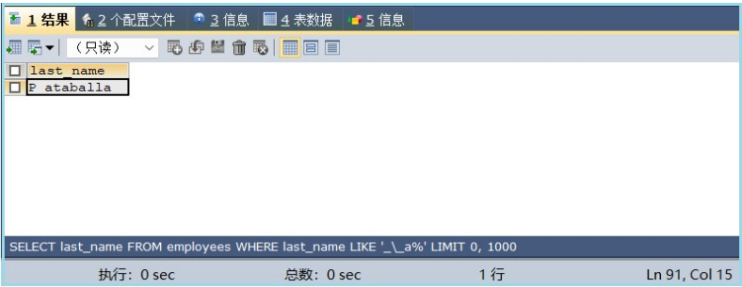 1 结果 2 个配置文件 3 信息 4 表数据 5 信息
（只读）
last_name
P ataballa
SELECT last_name FROM employees WHERE last_name LIKE '_\_a%' LIMIT 0, 1000
执行: 0 sec 总数: 0 sec 1 行 Ln 91, Col 15